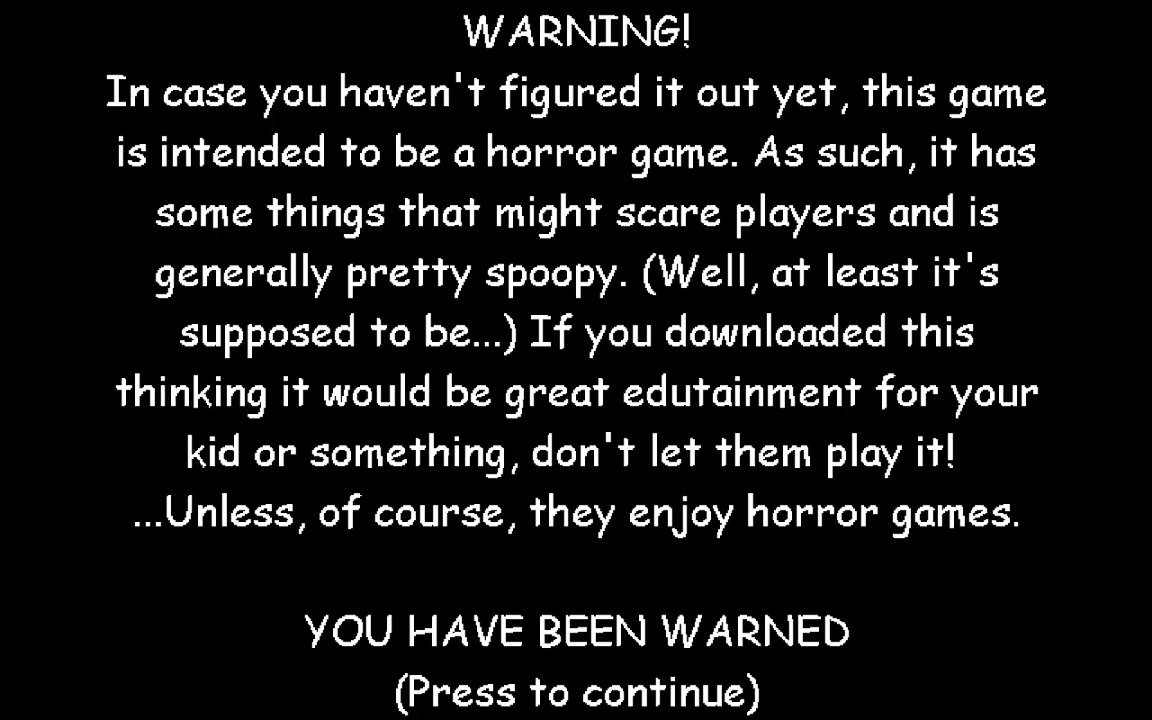 WARNING!
In case you haven't figured it out yet, this game
is intended to be a horror game. As such, it has
some things that might scare players and is
generally pretty spoopy. (Well, at least it's
supposed to be...) If you downloaded this
thinking it would be great edutainment for your
kid or something, don't let them play it!
...Unless, of course, they enjoy horror games.
YOU HAVE BEEN WARNED
(Press to continue)